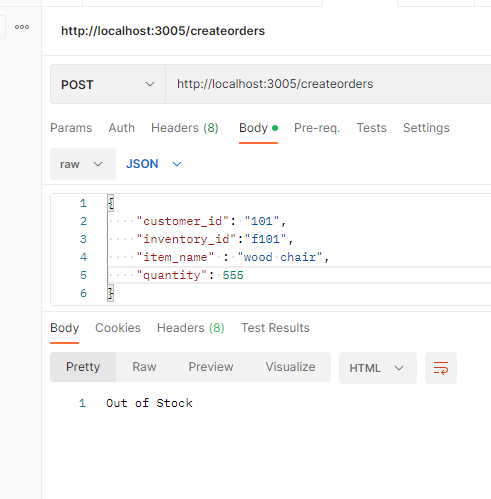 http://localhost:3005/createorders
POST http://localhost:3005/createorders
Params Auth Headers (8) Body Pre-req. Tests Settings
raw JSON
1 {
2 "customer_id": "101",
3 "inventory_id":"f101",
4 "item_name" : "wood chair",
5 "quantity": 555
6 }
Body Cookies Headers (8) Test Results
Pretty Raw Preview Visualize HTML
1 Out of Stock